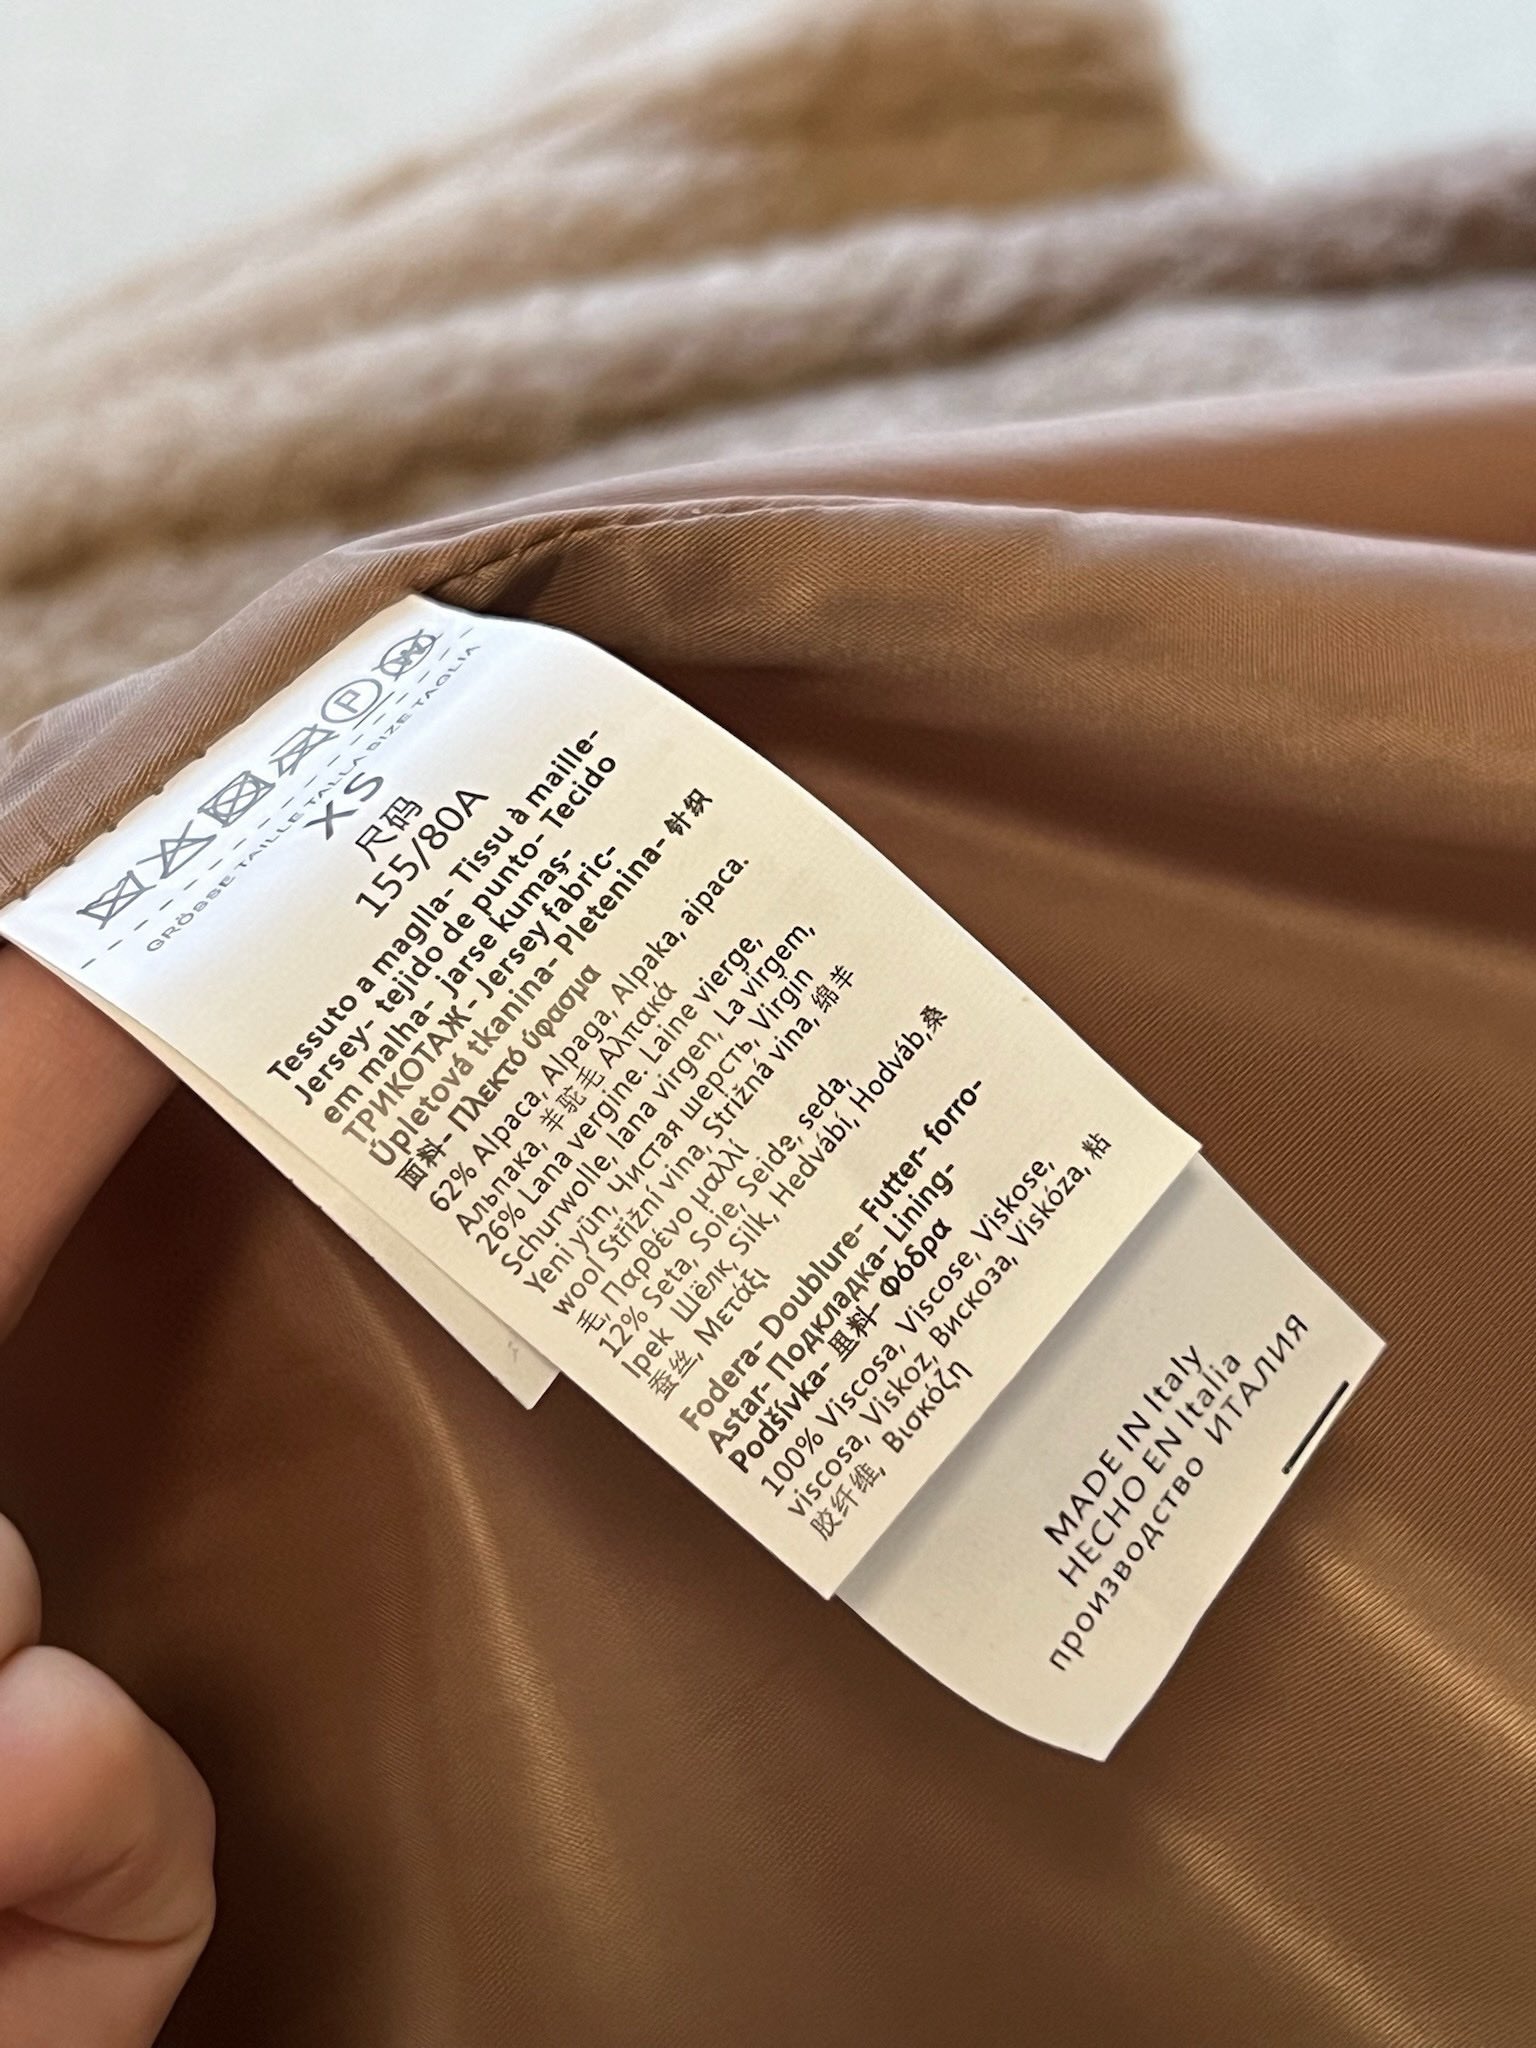 GRÖSSE TAILLE TALLA SIZE TAGLIA
XS
尺码
155/80A
Tessuto a maglla- Tissu à maille-
Jersey- tejido de punto- Tecido
em malha- jarse kumaş-
ТРИКОТАЖ- Jersey fabric-
Úpletová tkanina- Pletenina- 针织
面料- Πλεκτό ύφασμα
62% Alpaca, Alpaga, Alpaka, aipaca.
Альпака, 羊驼毛 Αλπακά
26% Lana vergine. Laine vierge,
Schurwolle, lana virgen, La virgem,
Yeni yün, Чистая шерсть, Virgin
wool Střižní vina, Strižná vina, 绵羊
毛, Παρθένο μαλλί
12% Seta, Soie, Seide, seda,
Ipek Шёлк, Silk, Hedvábí, Hodváb,桑
蚕丝, Μετάξι
Fodera- Doublure- Futter- forro-
Astar- Подкладка- Lining-
Podšívka- 里料- Φόδρα
100% Viscosa, Viscose, Viskose,
viscosa, Viskoz, Вискоза, Viskóza, 粘
胶纤维, Βισκόζη
MADE IN Italy
HECHO EN Italia
производство ИТАЛИЯ